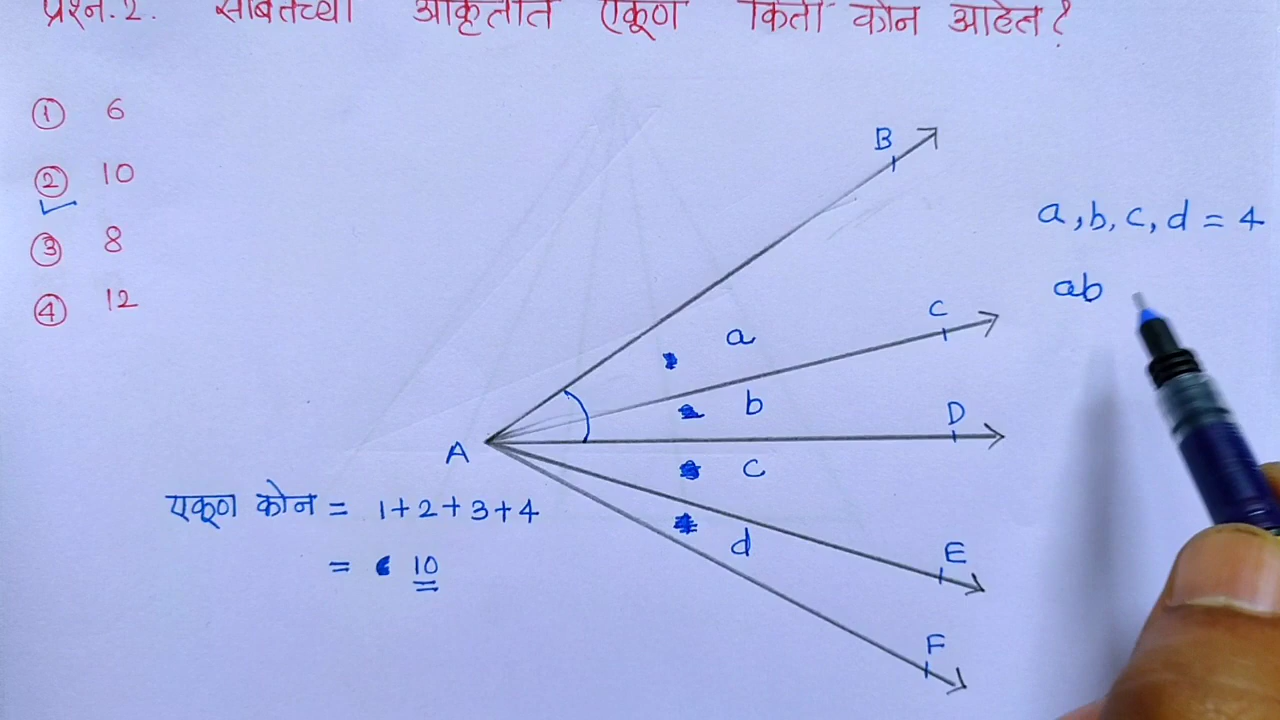 प्रश्न.2. सोबतच्या आकृतीत एकूण किती कोन आहेत?
① 6
② 10
③ 8
④ 12
B
a, b, c, d = 4
ab
C
a
b
D
A
c
एकूण कोन = 1+2+3+4
d
E
= 10
F